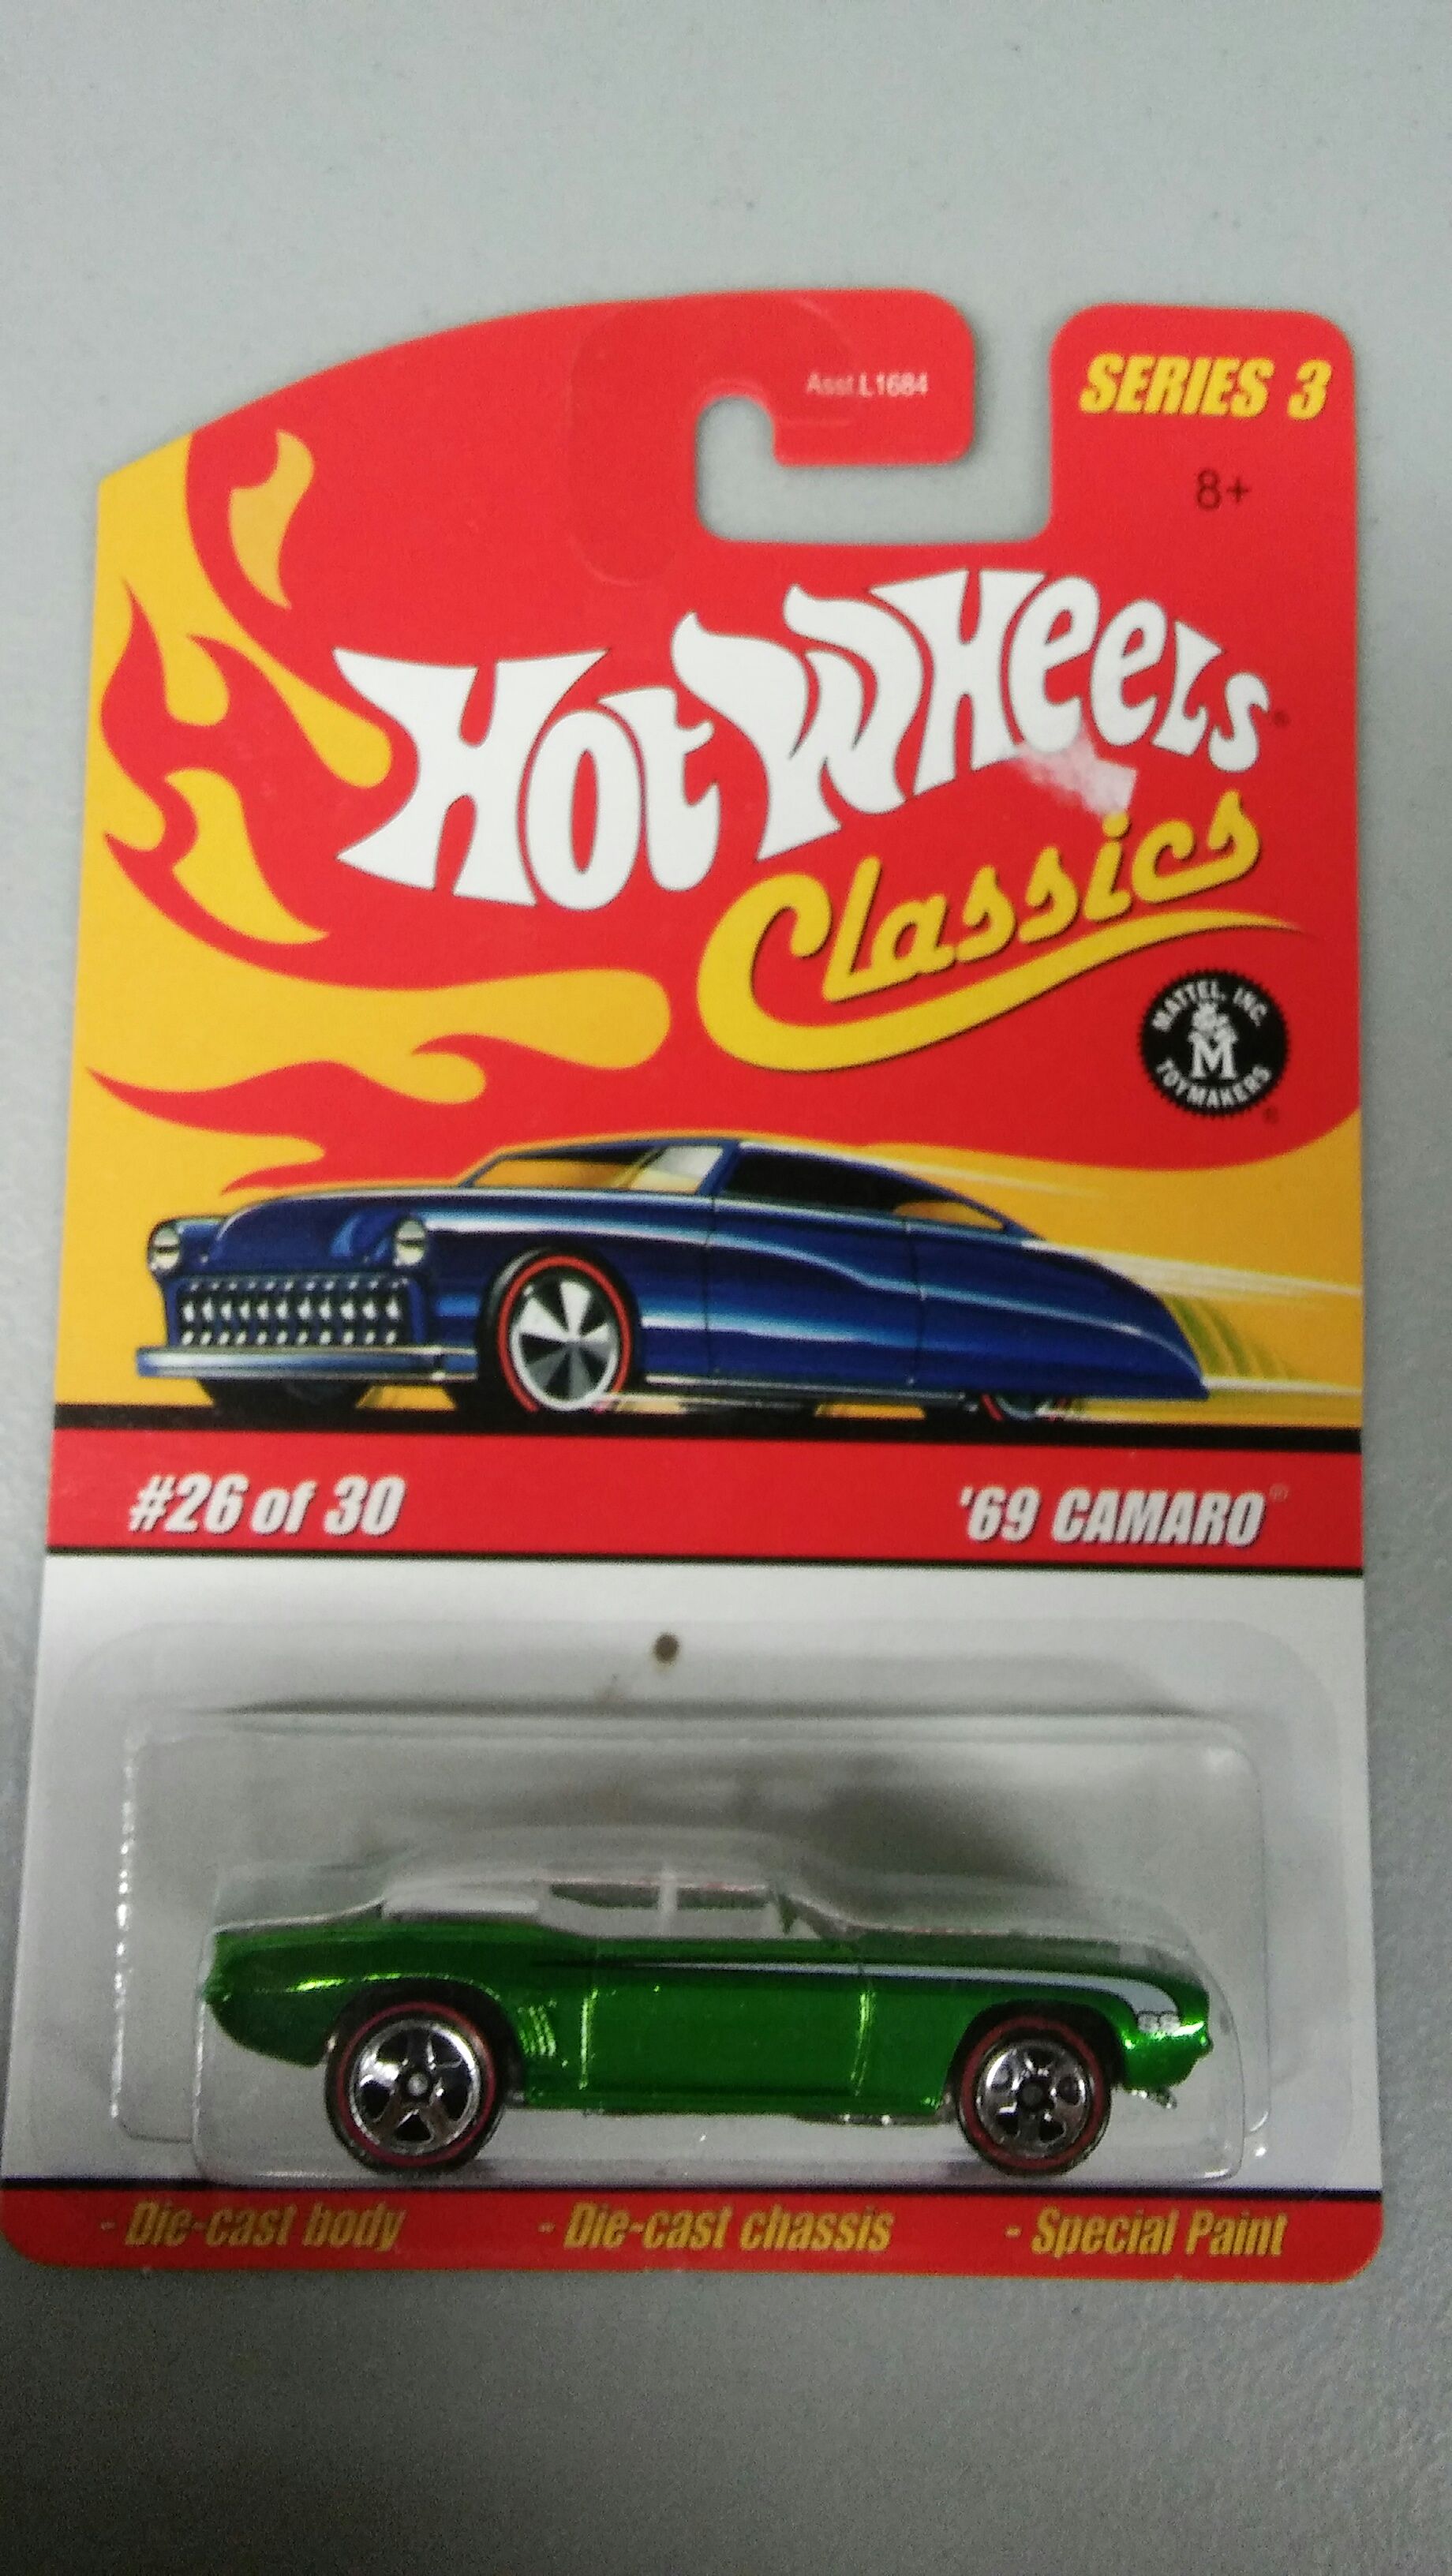 Asst.L1684
SERIES 3
8+
Hot Wheels®
Classics
MATTEL, INC.
M
TOYMAKERS
®
#26 of 30
'69 CAMARO
SS
- Die-cast body - Die-cast chassis - Special Paint